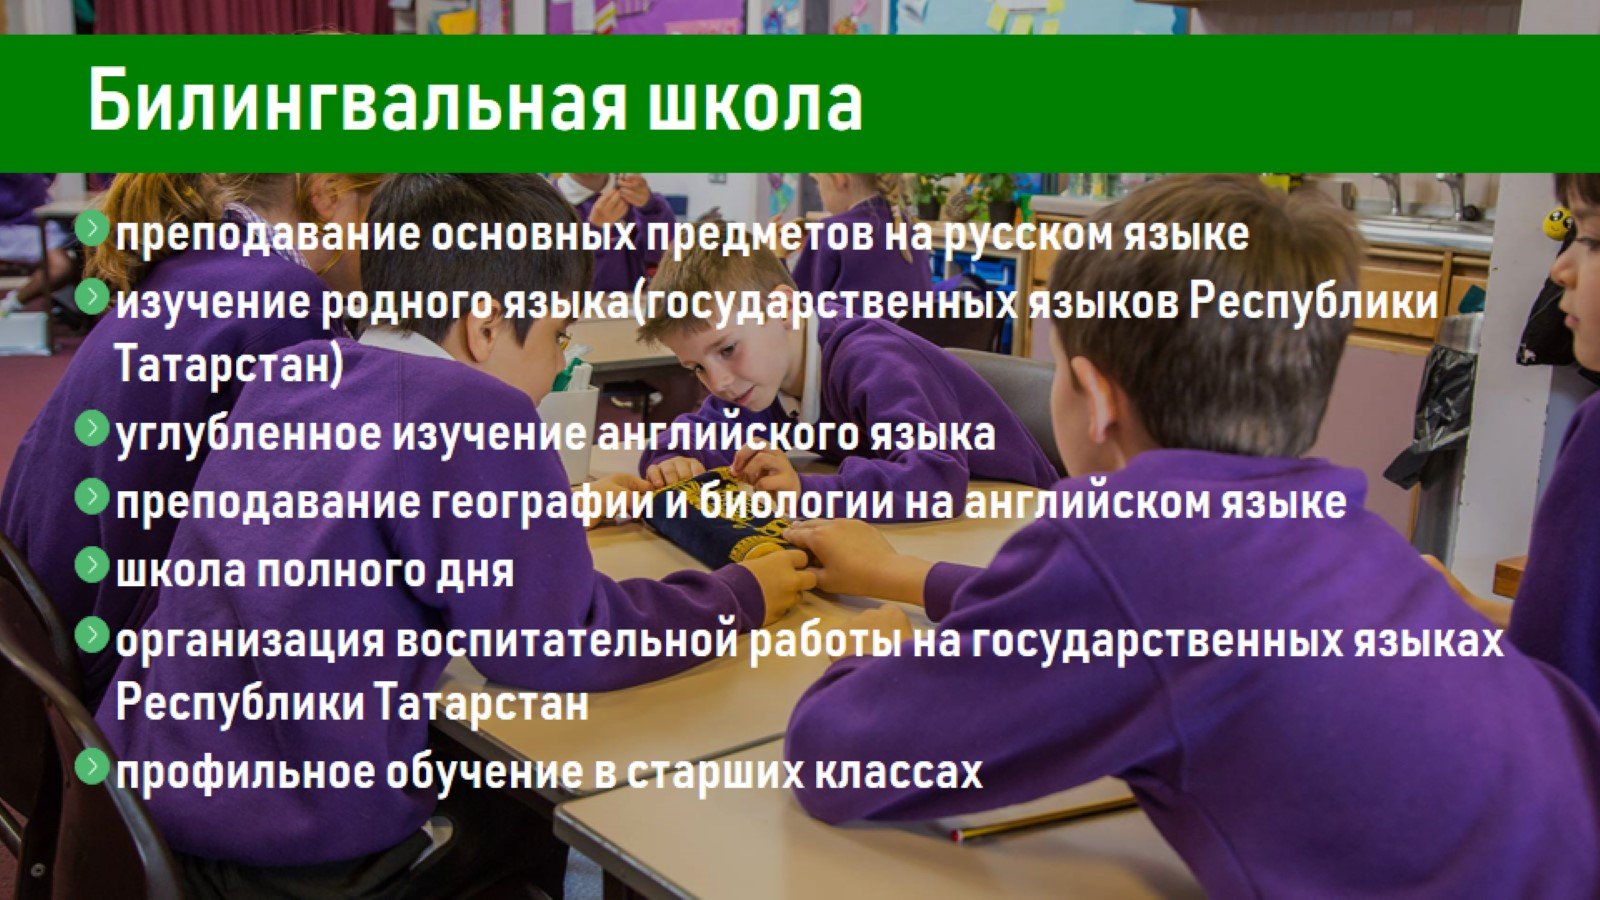 Билингвальная школа
преподавание основных предметов на русском языке
изучение родного языка(государственных языков Республики
Татарстан)
углубленное изучение английского языка
преподавание географии и биологии на английском языке
школа полного дня
организация воспитательной работы на государственных языках
Республики Татарстан
профильное обучение в старших классах